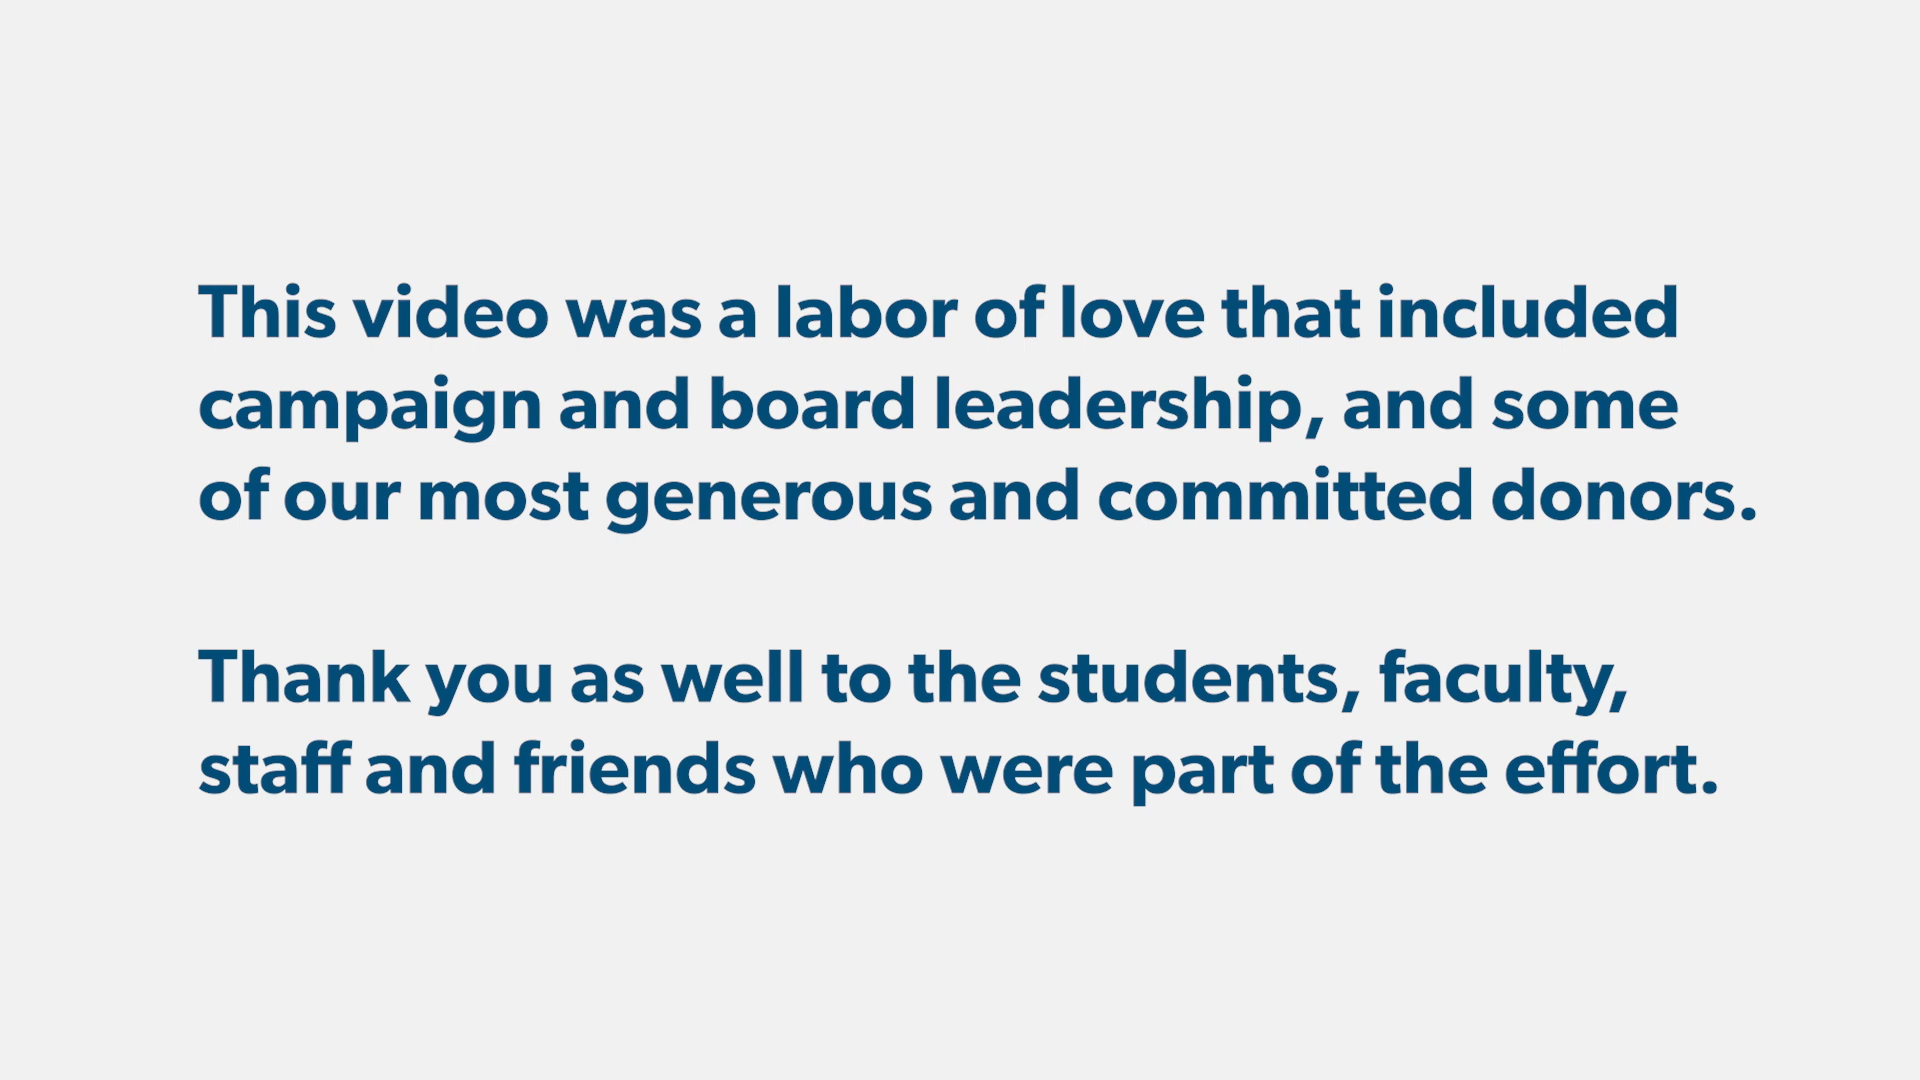 This video was a labor of love that included
campaign and board leadership, and some
of our most generous and committed donors.
Thank you as well to the students, faculty,
staff and friends who were part of the effort.